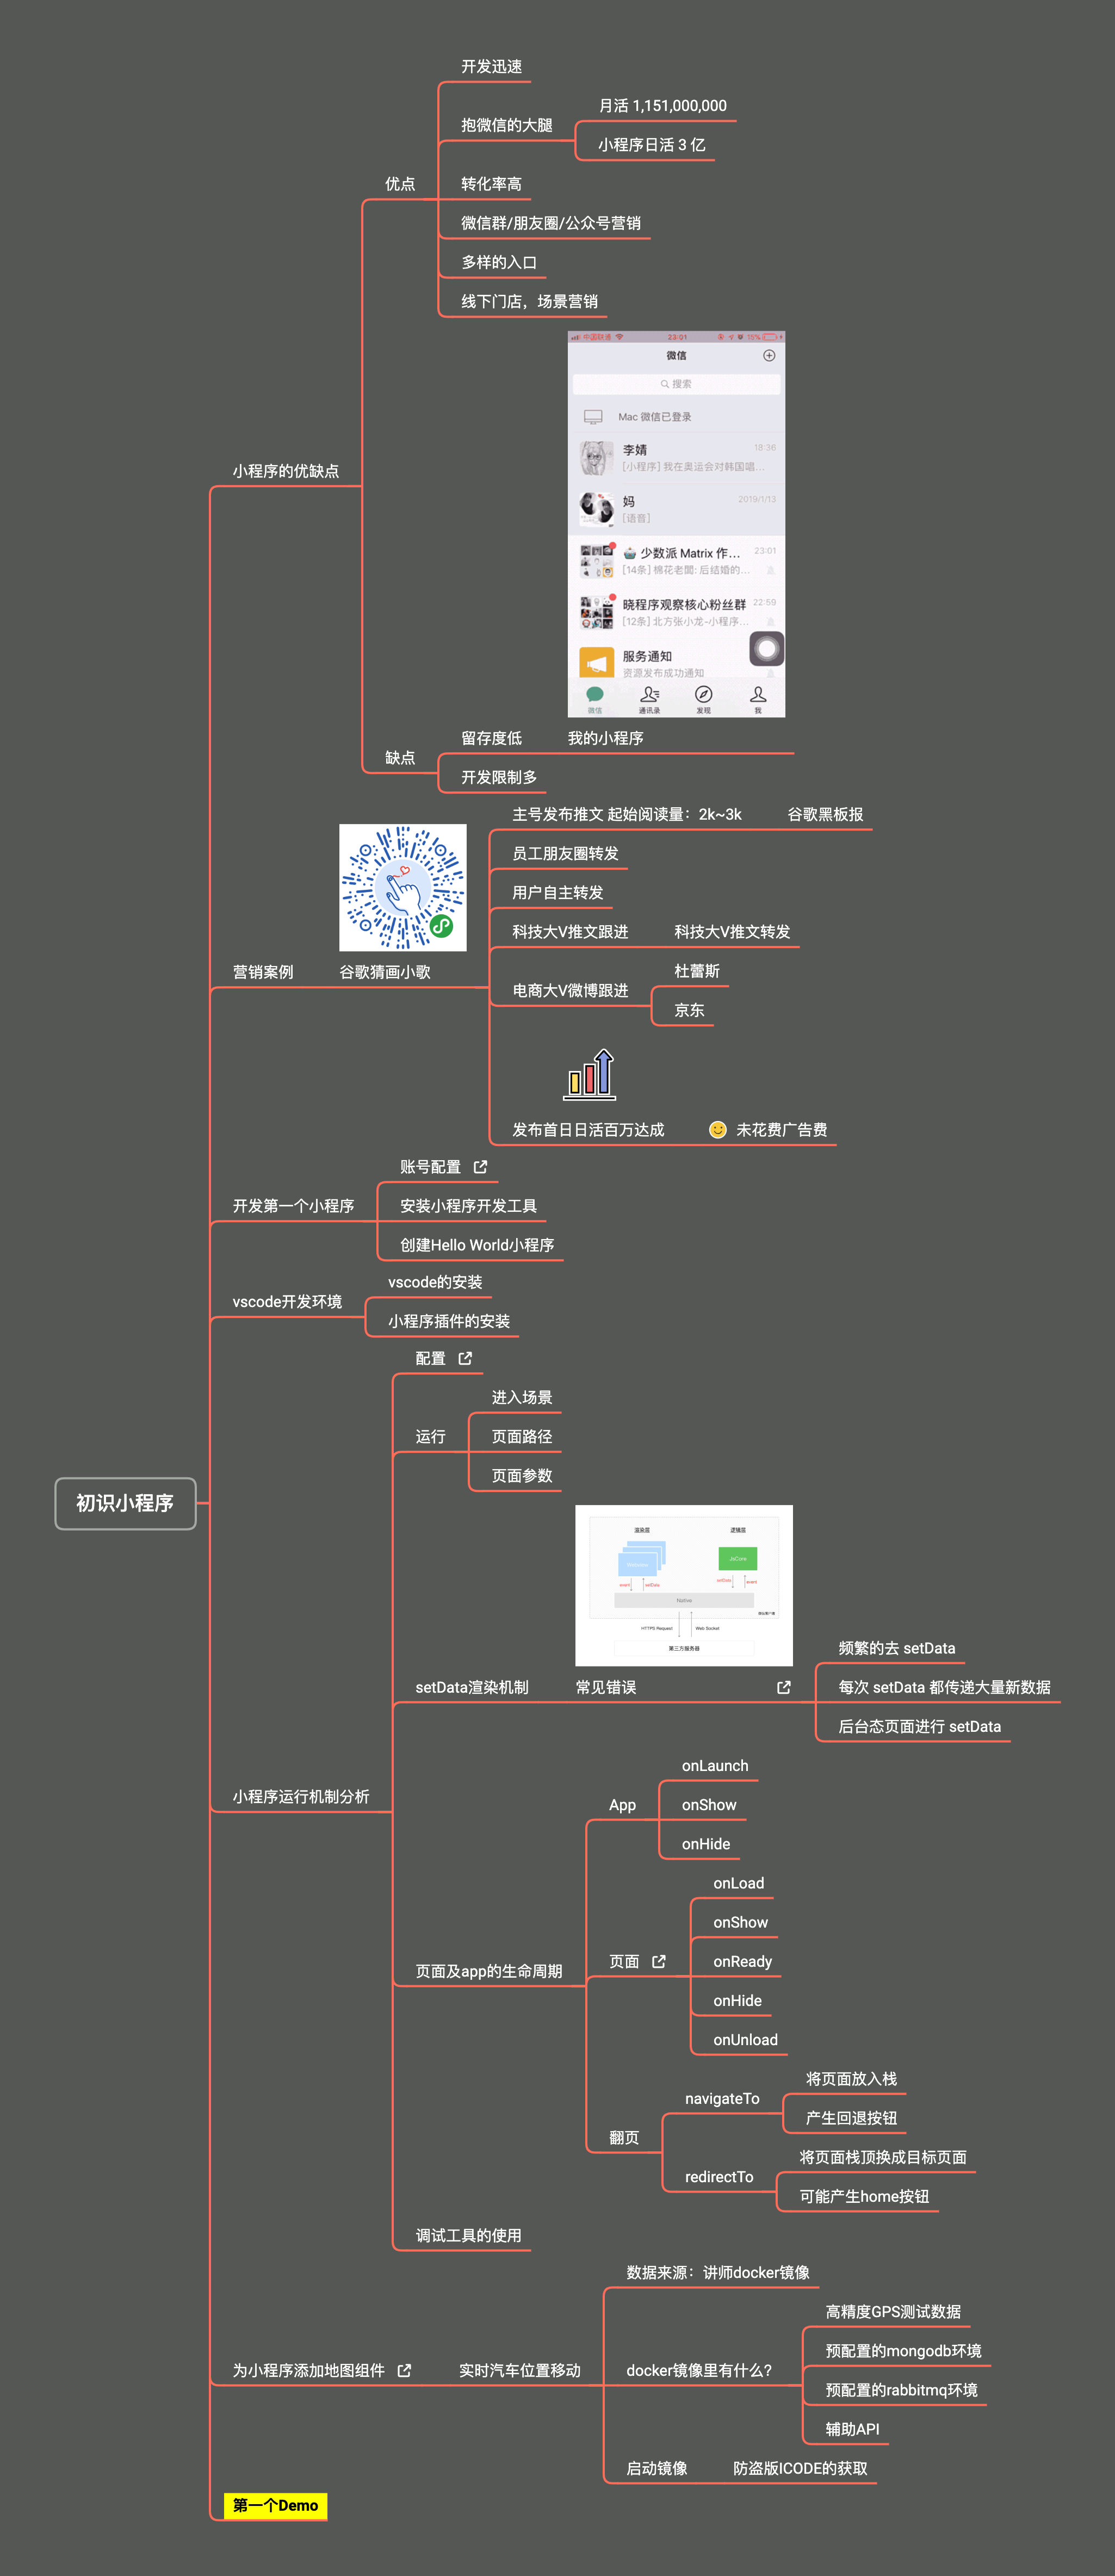 开发迅速
抱微信的大腿
月活 1,151,000,000
小程序日活 3 亿
优点
转化率高
微信群/朋友圈/公众号营销
多样的入口
线下门店，场景营销
中国联通
23:01
18%
微信
搜索
Mac 微信已登录
李婧
18:36
[小程序] 我在奥运会对韩国唱...
妈
2019/1/13
[语音]
少数派 Matrix 作...
23:01
[14条] 棉花老闆: 后结婚的...
晓程序观察核心粉丝群
22:59
[12条] 北方张小龙-小程序...
服务通知
资源发布成功通知
微信
通讯录
发现
我
小程序的优缺点
缺点
留存度低
我的小程序
开发限制多
主号发布推文 起始阅读量：2k~3k
谷歌黑板报
员工朋友圈转发
用户自主转发
科技大V推文跟进
科技大V推文转发
营销案例
谷歌猜画小歌
电商大V微博跟进
杜蕾斯
京东
发布首日日活百万达成
未花费广告费
账号配置
开发第一个小程序
安装小程序开发工具
创建Hello World小程序
vscode开发环境
vscode的安装
小程序插件的安装
配置
运行
进入场景
页面路径
页面参数
初识小程序
渲染层
逻辑层
WebView
JsCore
event
setData
setData
event
Native
微信客户端
HTTPS Request
Web Socket
第三方服务器
setData渲染机制
常见错误
频繁的去 setData
每次 setData 都传递大量新数据
后台态页面进行 setData
小程序运行机制分析
App
onLaunch
onShow
onHide
页面及app的生命周期
页面
onLoad
onShow
onReady
onHide
onUnload
翻页
navigateTo
将页面放入栈
产生回退按钮
redirectTo
将页面栈顶换成目标页面
可能产生home按钮
调试工具的使用
数据来源：讲师docker镜像
为小程序添加地图组件
实时汽车位置移动
docker镜像里有什么?
高精度GPS测试数据
预配置的mongodb环境
预配置的rabbitmq环境
辅助API
启动镜像
防盗版ICODE的获取
第一个Demo